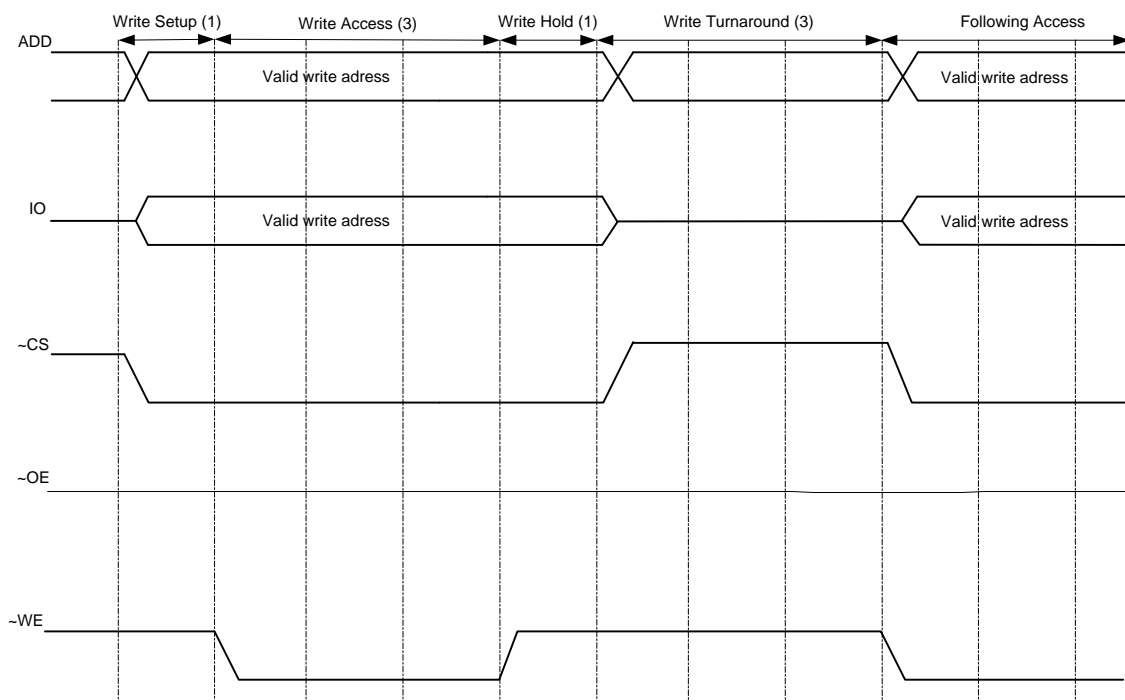 Write Setup (1) Write Access (3) Write Hold (1) Write Turnaround (3) Following Access
ADD
Valid write adress Valid write adress
IO
Valid write adress Valid write adress
~CS
~OE
~WE